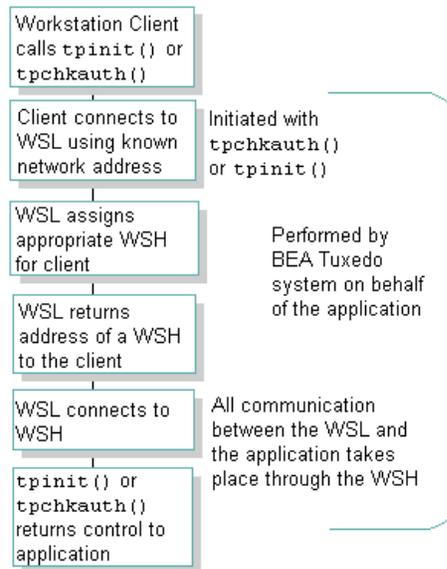 Workstation Client
calls tpinit() or
tpchkauth()
Client connects to
WSL using known
network address
Initiated with
tpchkauth()
or tpinit()
WSL assigns
appropriate WSH
for client
Performed by
BEA Tuxedo
system on behalf
of the application
WSL returns
address of a WSH
to the client
WSL connects to
WSH
All communication
between the WSL and
the application takes
place through the WSH
tpinit() or
tpchkauth()
returns control to
application